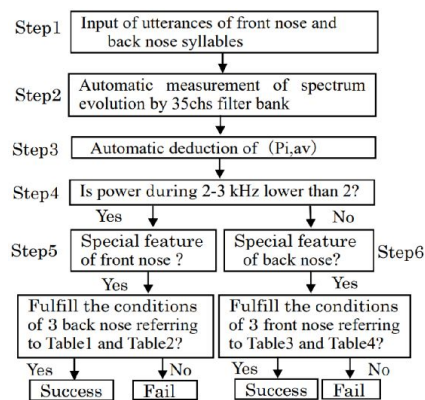 Step1
Input of utterances of front nose and
back nose syllables
Step2
Automatic measurement of spectrum
evolution by 35chs filter bank
Step3
Automatic deduction of (Pi,av)
Step4
Is power during 2-3 kHz lower than 2?
Yes
No
Step5
Special feature
of front nose ?
Special feature
of back nose?
Step6
Yes
Yes
Fulfill the conditions
of 3 back nose referring
to Table1 and Table2?
Fulfill the conditions
of 3 front nose referring
to Table3 and Table4?
Yes
No
Yes
No
Success
Fail
Success
Fail